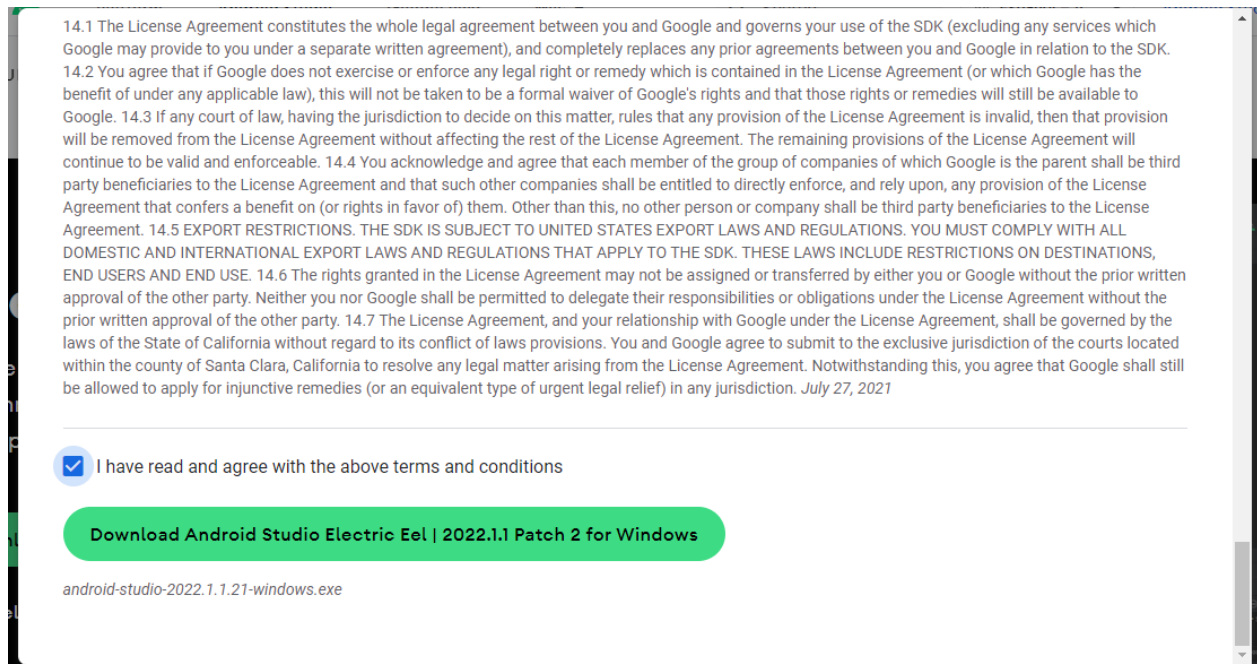 14.1 The License Agreement constitutes the whole legal agreement between you and Google and governs your use of the SDK (excluding any services which
Google may provide to you under a separate written agreement), and completely replaces any prior agreements between you and Google in relation to the SDK.
14.2 You agree that if Google does not exercise or enforce any legal right or remedy which is contained in the License Agreement (or which Google has the
benefit of under any applicable law), this will not be taken to be a formal waiver of Google's rights and that those rights or remedies will still be available to
Google. 14.3 If any court of law, having the jurisdiction to decide on this matter, rules that any provision of the License Agreement is invalid, then that provision
will be removed from the License Agreement without affecting the rest of the License Agreement. The remaining provisions of the License Agreement will
continue to be valid and enforceable. 14.4 You acknowledge and agree that each member of the group of companies of which Google is the parent shall be third
party beneficiaries to the License Agreement and that such other companies shall be entitled to directly enforce, and rely upon, any provision of the License
Agreement that confers a benefit on (or rights in favor of) them. Other than this, no other person or company shall be third party beneficiaries to the License
Agreement. 14.5 EXPORT RESTRICTIONS. THE SDK IS SUBJECT TO UNITED STATES EXPORT LAWS AND REGULATIONS. YOU MUST COMPLY WITH ALL
DOMESTIC AND INTERNATIONAL EXPORT LAWS AND REGULATIONS THAT APPLY TO THE SDK. THESE LAWS INCLUDE RESTRICTIONS ON DESTINATIONS,
END USERS AND END USE. 14.6 The rights granted in the License Agreement may not be assigned or transferred by either you or Google without the prior written
approval of the other party. Neither you nor Google shall be permitted to delegate their responsibilities or obligations under the License Agreement without the
prior written approval of the other party. 14.7 The License Agreement, and your relationship with Google under the License Agreement, shall be governed by the
laws of the State of California without regard to its conflict of laws provisions. You and Google agree to submit to the exclusive jurisdiction of the courts located
within the county of Santa Clara, California to resolve any legal matter arising from the License Agreement. Notwithstanding this, you agree that Google shall still
be allowed to apply for injunctive remedies (or an equivalent type of urgent legal relief) in any jurisdiction. July 27, 2021
I have read and agree with the above terms and conditions
Download Android Studio Electric Eel | 2022.1.1 Patch 2 for Windows
android-studio-2022.1.1.21-windows.exe